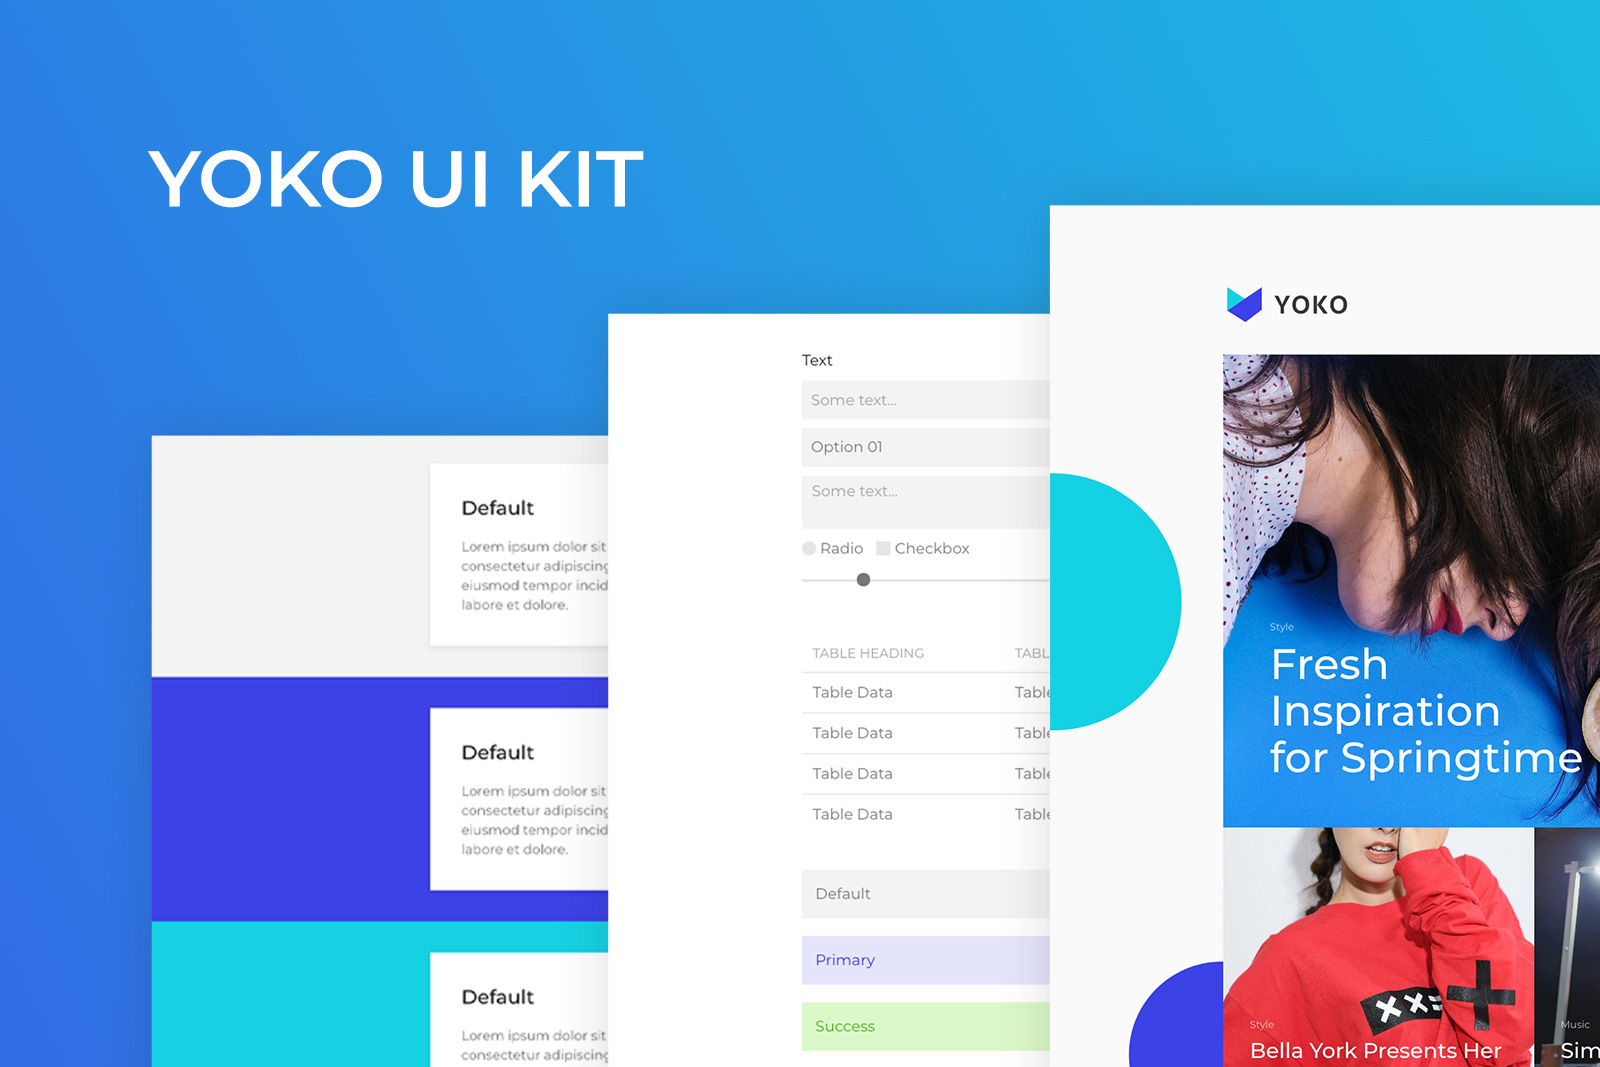 YOKO UI KIT
Default
Lorem ipsum dolor sit
consectetur adipiscing
eiusmod tempor incid
labore et dolore.
Default
Lorem ipsum dolor sit
consectetur adipiscing
eiusmod tempor incid
labore et dolore.
Default
Lorem ipsum dolor sit
consectetur adipiscing
Text
Some text...
Option 01
Some text...
Radio Checkbox
TABLE HEADING TABL
Table Data Table
Table Data Table
Table Data Table
Table Data Table
Default
Primary
Success
YOKO
Style
Fresh
Inspiration
for Springtime
Style
Bella York Presents Her
Music
Sim